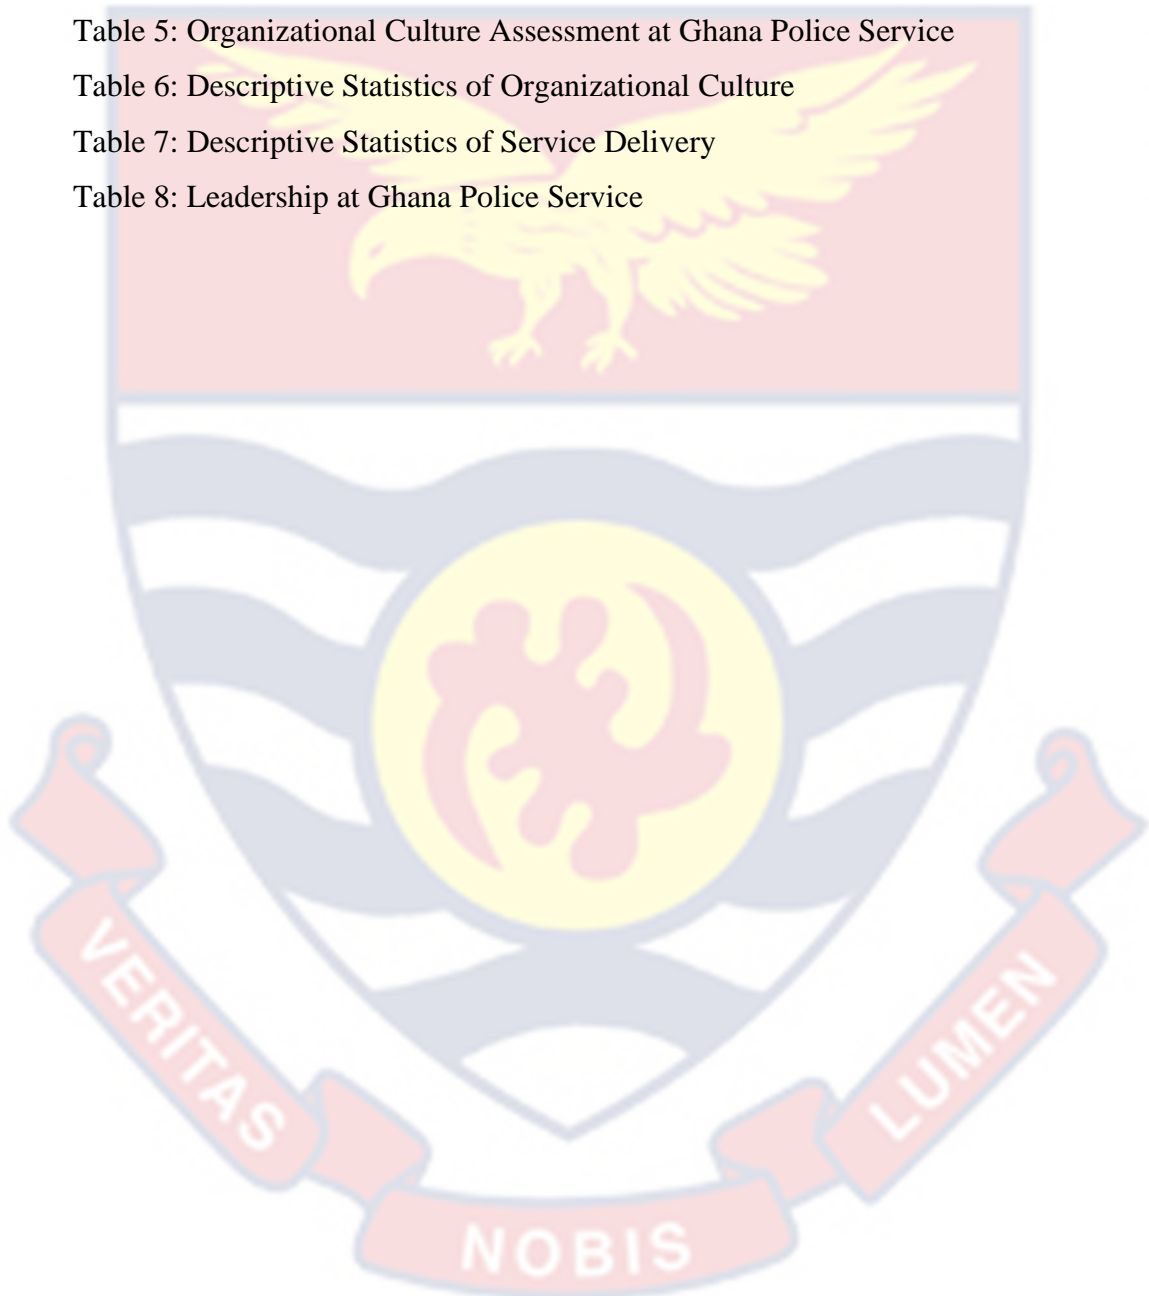 Table 5: Organizational Culture Assessment at Ghana Police Service
Table 6: Descriptive Statistics of Organizational Culture
Table 7: Descriptive Statistics of Service Delivery
Table 8: Leadership at Ghana Police Service
VERITAS
NOBIS
LUMEN